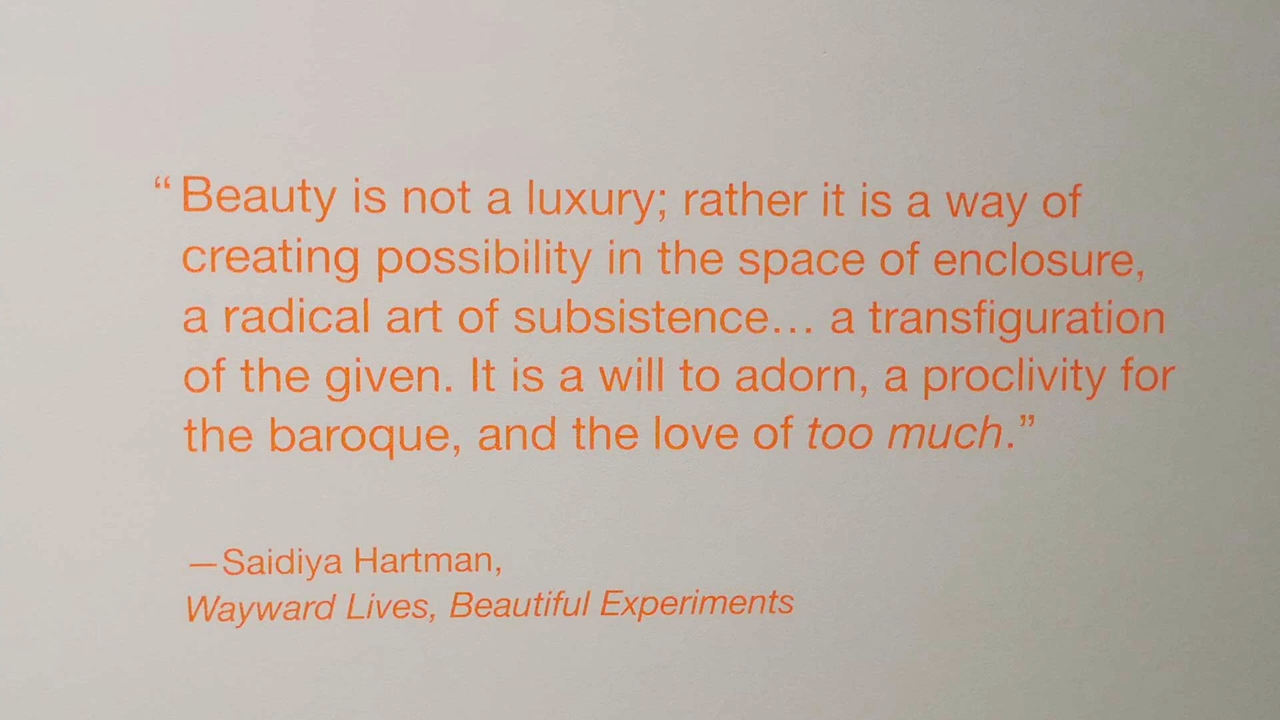 “Beauty is not a luxury; rather it is a way of
creating possibility in the space of enclosure,
a radical art of subsistence... a transfiguration
of the given. It is a will to adorn, a proclivity for
the baroque, and the love of too much.”
—Saidiya Hartman,
Wayward Lives, Beautiful Experiments